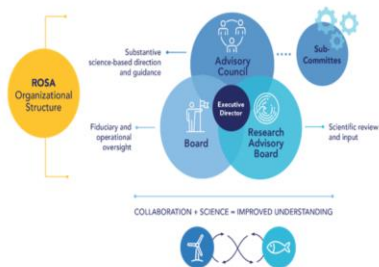 ROSA
Organizational
Structure
Substantive
science-based direction
and guidance
Advisory
Council
Sub-
Committes
Executive
Director
Fiduciary and
operational
oversight
Board
Research
Advisory
Board
Scientific review
and input
COLLABORATION + SCIENCE = IMPROVED UNDERSTANDING